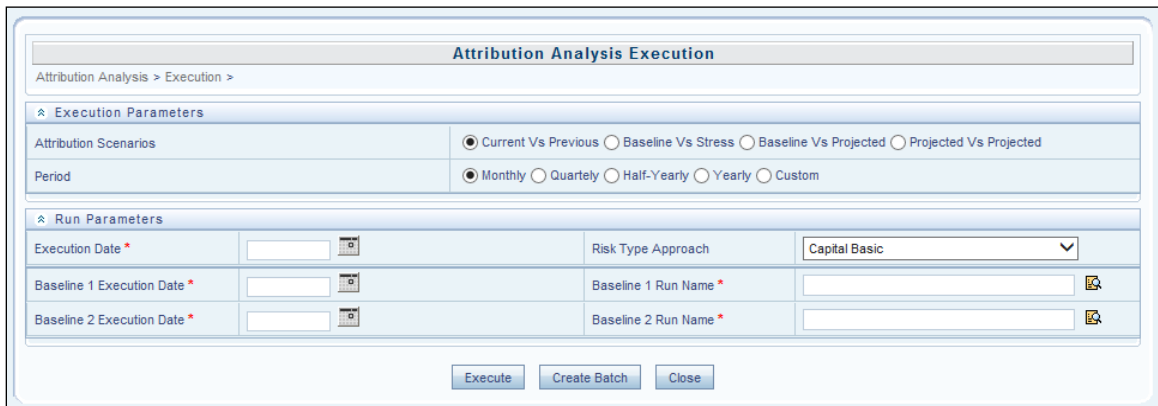 Attribution Analysis Execution
Attribution Analysis > Execution >
Execution Parameters
Attribution Scenarios Current Vs Previous Baseline Vs Stress Baseline Vs Projected Projected Vs Projected
Period Monthly Quartely Half-Yearly Yearly Custom
Run Parameters
Execution Date * Risk Type Approach Capital Basic
Baseline 1 Execution Date * Baseline 1 Run Name *
Baseline 2 Execution Date * Baseline 2 Run Name *
Execute Create Batch Close